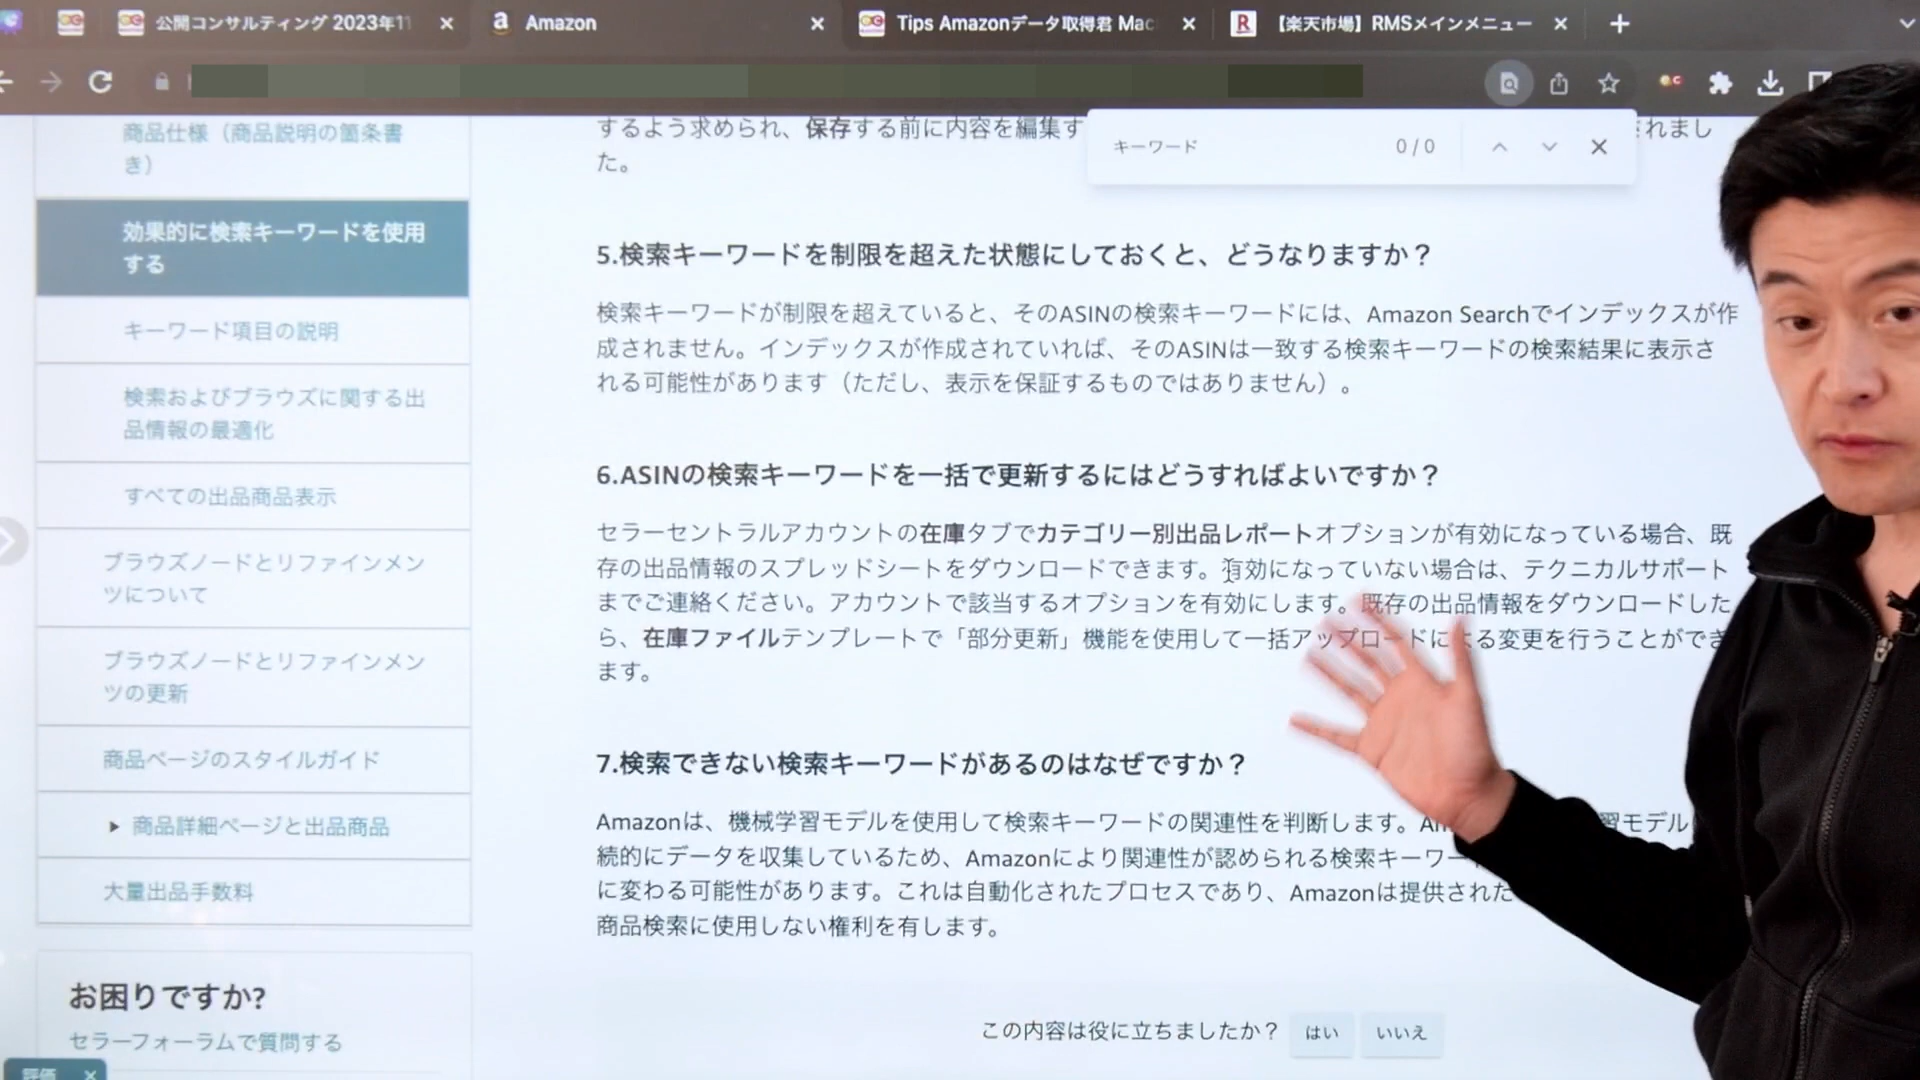 公開コンサルティング 2023年11
Amazon
Tips Amazonデータ取得君 Mac
【楽天市場】RMSメインメニュー
キーワード
0/0
商品仕様（商品説明の箇条書
き）
効果的に検索キーワードを使用
する
キーワード項目の説明
検索およびブラウズに関する出
品情報の最適化
すべての出品商品表示
ブラウズノードとリファインメン
ツについて
ブラウズノードとリファインメン
ツの更新
商品ページのスタイルガイド
商品詳細ページと出品商品
大量出品手数料
お困りですか?
セラーフォーラムで質問する
評価
するよう求められ、保存する前に内容を編集す
れまし
た。
5.検索キーワードを制限を超えた状態にしておくと、どうなりますか？
検索キーワードが制限を超えていると、そのASINの検索キーワードには、Amazon Searchでインデックスが作
成されません。インデックスが作成されていれば、そのASINは一致する検索キーワードの検索結果に表示さ
れる可能性があります（ただし、表示を保証するものではありません）。
6.ASINの検索キーワードを一括で更新するにはどうすればよいですか？
セラーセントラルアカウントの在庫タブでカテゴリー別出品レポートオプションが有効になっている場合、既
存の出品情報のスプレッドシートをダウンロードできます。有効になっていない場合は、テクニカルサポート
までご連絡ください。アカウントで該当するオプションを有効にします。既存の出品情報をダウンロードした
ら、在庫ファイルテンプレートで「部分更新」機能を使用して一括アップロードによる変更を行うことができ
ます。
7.検索できない検索キーワードがあるのはなぜですか？
Amazonは、機械学習モデルを使用して検索キーワードの関連性を判断します。
習モデル
続的にデータを収集しているため、Amazonにより関連性が認められる検索キーワー
に変わる可能性があります。これは自動化されたプロセスであり、Amazonは提供された
商品検索に使用しない権利を有します。
この内容は役に立ちましたか？
はい
いいえ